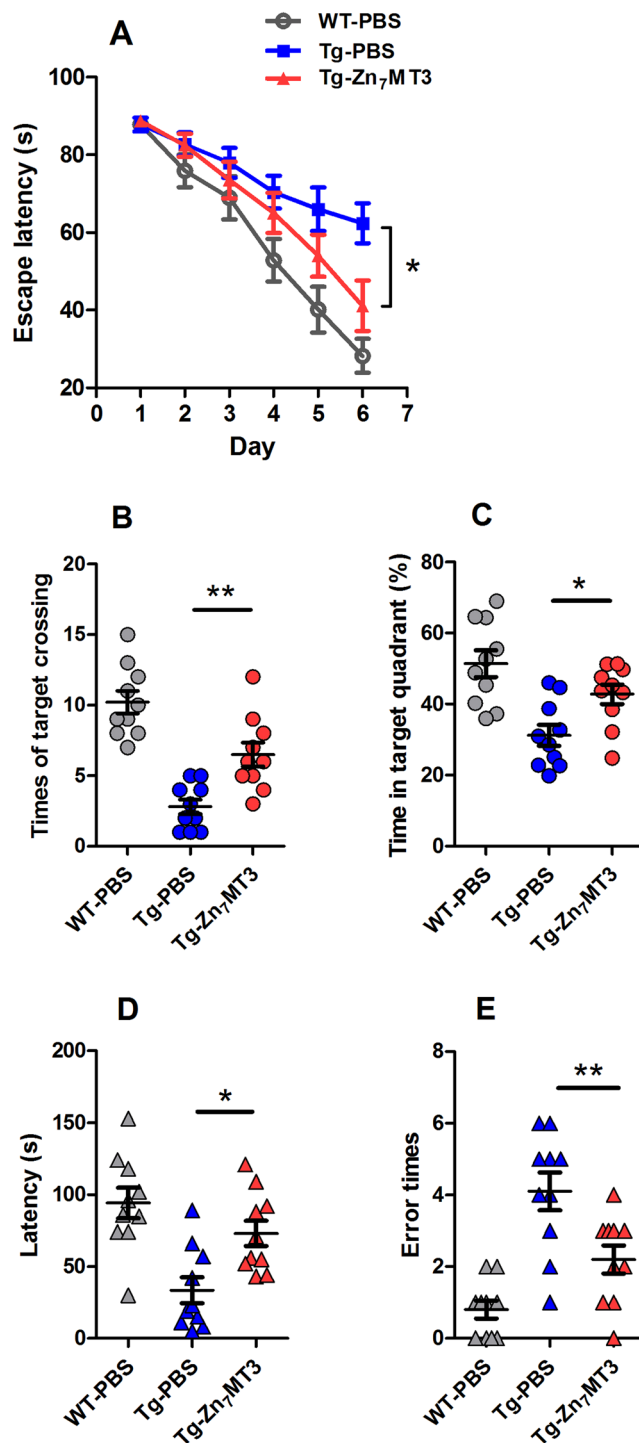 A
WT-PBS
Tg-PBS
Tg-Zn₇MT3
Escape latency (s)
100
80
60
40
20
*
0 1 2 3 4 5 6 7
Day
B
Times of target crossing
20
15
10
5
0
**
WT-PBS
Tg-PBS
Tg-Zn₇MT3
C
Time in target quadrant (%)
80
60
40
20
0
*
WT-PBS
Tg-PBS
Tg-Zn₇MT3
D
Latency (s)
200
150
100
50
0
*
WT-PBS
Tg-PBS
Tg-Zn₇MT3
E
Error times
8
6
4
2
0
**
WT-PBS
Tg-PBS
Tg-Zn₇MT3